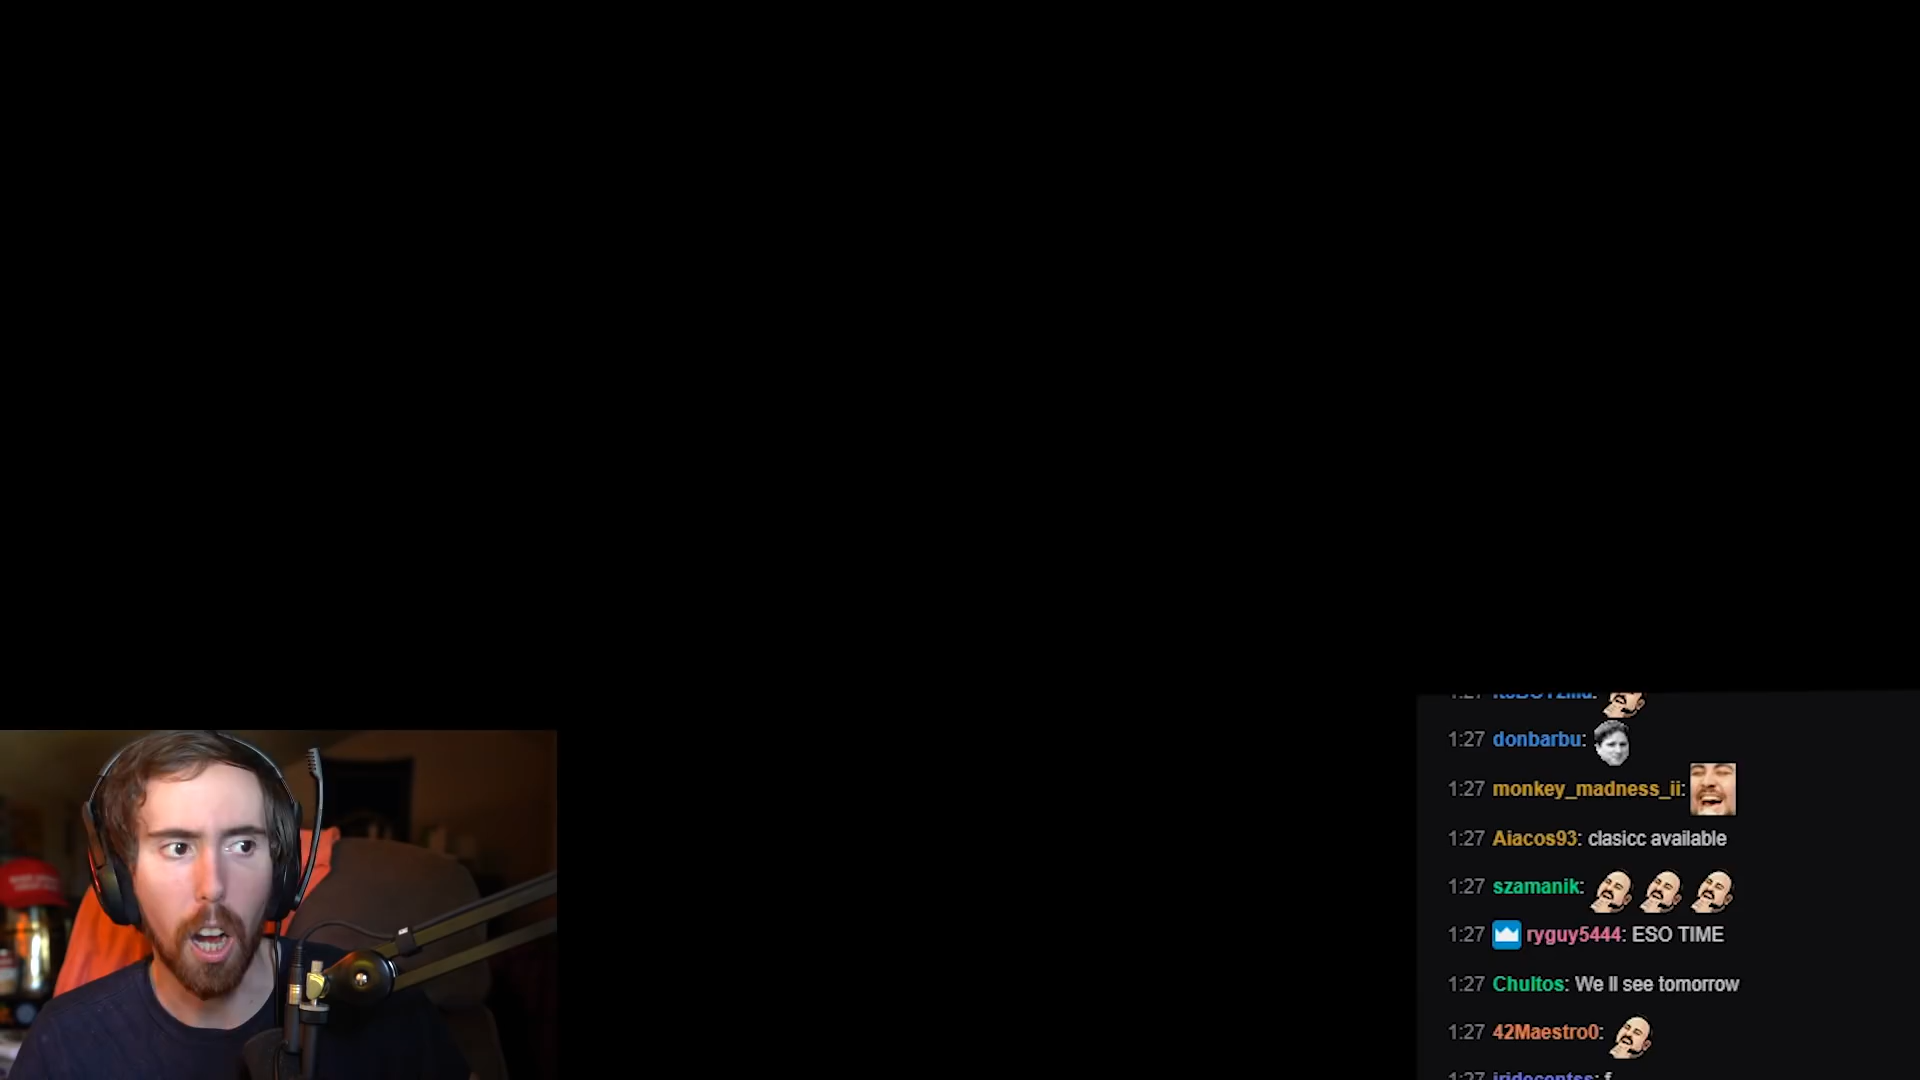 1:27 donbarbu:
1:27 monkey_madness_ii:
1:27 Aiacos93: clasicc available
1:27 szamanik:
1:27 ryguy5444: ESO TIME
1:27 Chultos: We ll see tomorrow
1:27 42Maestro0: